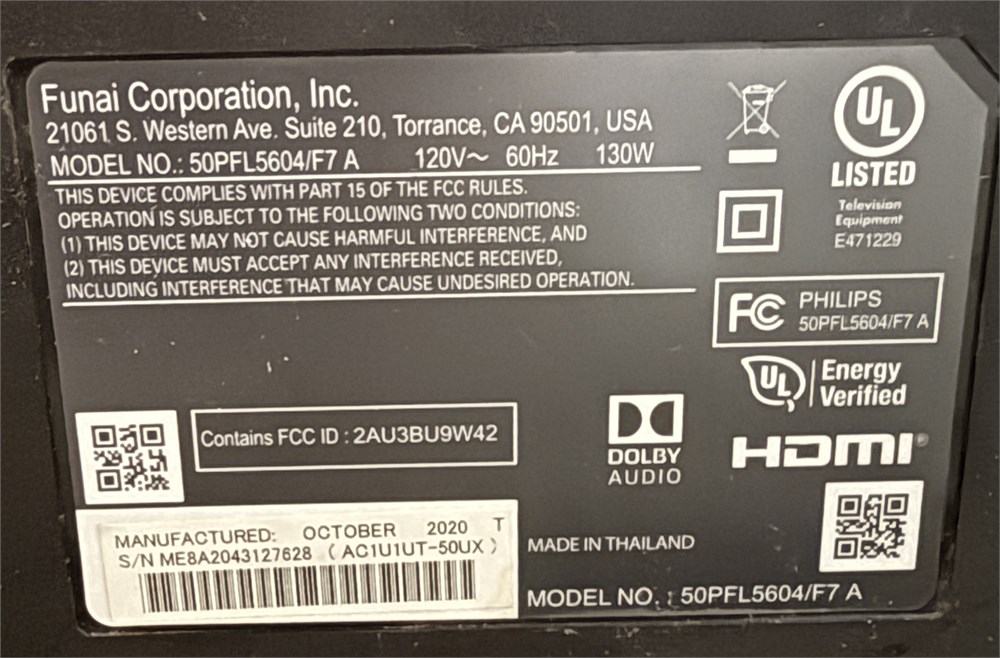 Funai Corporation, Inc.
21061 S. Western Ave. Suite 210, Torrance, CA 90501, USA
MODEL NO.: 50PFL5604/F7 A 120V~ 60Hz 130W
THIS DEVICE COMPLIES WITH PART 15 OF THE FCC RULES.
OPERATION IS SUBJECT TO THE FOLLOWING TWO CONDITIONS:
(1) THIS DEVICE MAY NOT CAUSE HARMFUL INTERFERENCE, AND
(2) THIS DEVICE MUST ACCEPT ANY INTERFERENCE RECEIVED,
INCLUDING INTERFERENCE THAT MAY CAUSE UNDESIRED OPERATION.
UL
LISTED
Television
Equipment
E471229
FC PHILIPS
50PFL5604/F7 A
UL Energy
Verified
Contains FCC ID : 2AU3BU9W42
DOLBY
AUDIO
HDMI®
MANUFACTURED: OCTOBER 2020 T
S/N ME8A2043127628 ( AC1U1UT-50UX )
MADE IN THAILAND
MODEL NO. : 50PFL5604/F7 A